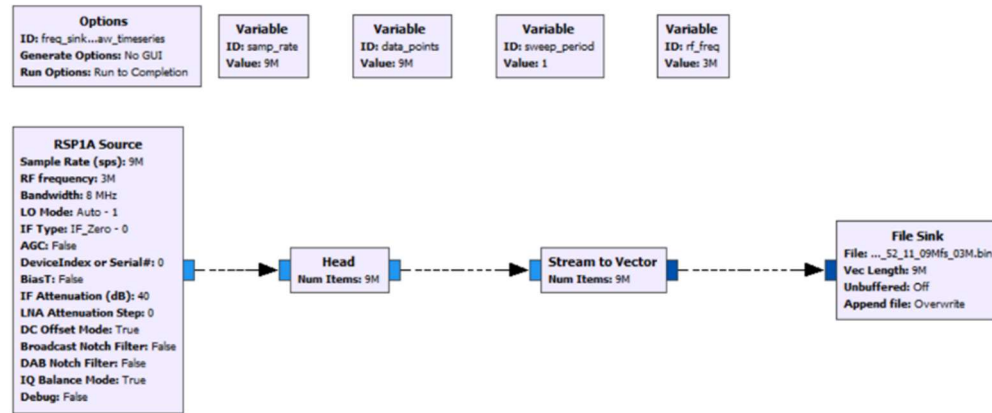 Options
ID: freq_sink...aw_timeseries
Generate Options: No GUI
Run Options: Run to Completion
Variable
ID: samp_rate
Value: 9M
Variable
ID: data_points
Value: 9M
Variable
ID: sweep_period
Value: 1
Variable
ID: rf_freq
Value: 3M
RSP1A Source
Sample Rate (sps): 9M
RF frequency: 3M
Bandwidth: 8 MHz
LO Mode: Auto - 1
IF Type: IF_Zero - 0
AGC: False
DeviceIndex or Serial#: 0
BiasT: False
IF Attenuation (dB): 40
LNA Attenuation Step: 0
DC Offset Mode: True
Broadcast Notch Filter: False
DAB Notch Filter: False
IQ Balance Mode: True
Debug: False
Head
Num Items: 9M
Stream to Vector
Num Items: 9M
File Sink
File: ..._52_11_09Mfs_03M.bin
Vec Length: 9M
Unbuffered: Off
Append file: Overwrite